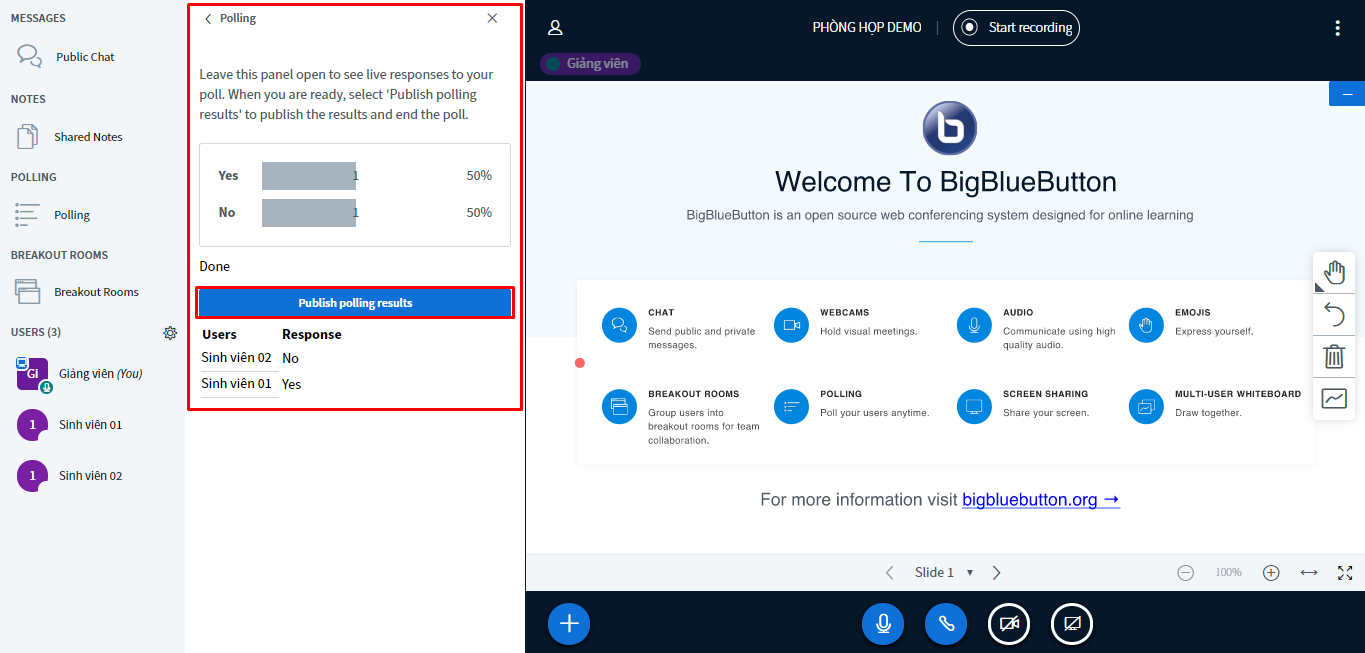 MESSAGES
Public Chat
NOTES
Shared Notes
POLLING
Polling
BREAKOUT ROOMS
Breakout Rooms
USERS (3)
GI
Giảng viên (You)
1
Sinh viên 01
1
Sinh viên 02
Polling
Leave this panel open to see live responses to your
poll. When you are ready, select 'Publish polling
results' to publish the results and end the poll.
Yes 1 50%
No 1 50%
Done
Publish polling results
Users Response
Sinh viên 02 No
Sinh viên 01 Yes
PHÒNG HỌP DEMO
Start recording
Giảng viên
b
Welcome To BigBlueButton
BigBlueButton is an open source web conferencing system designed for online learning
CHAT
Send public and private
messages.
WEBCAMS
Hold visual meetings.
AUDIO
Communicate using high
quality audio.
EMOJIS
Express yourself.
BREAKOUT ROOMS
Group users into
breakout rooms for team
collaboration.
POLLING
Poll your users anytime.
SCREEN SHARING
Share your screen.
MULTI-USER WHITEBOARD
Draw together.
For more information visit bigbluebutton.org →
Slide 1
100%